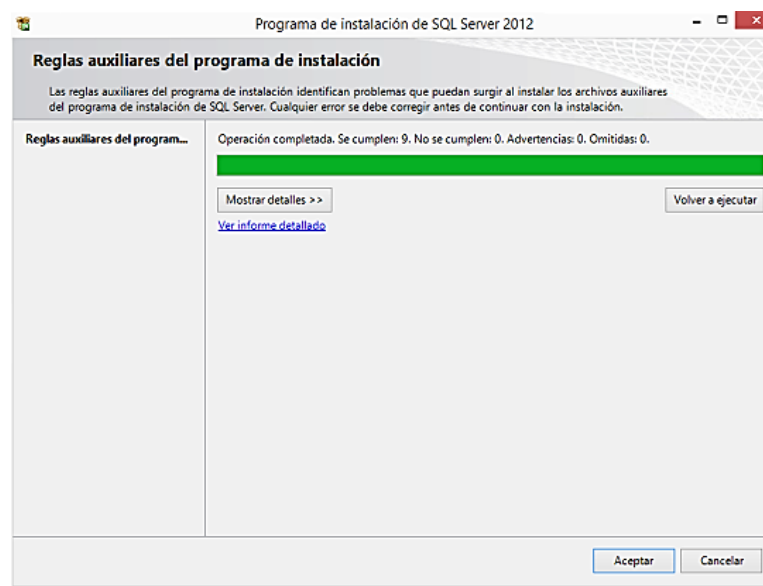 Programa de instalación de SQL Server 2012
Reglas auxiliares del programa de instalación
Las reglas auxiliares del programa de instalación identifican problemas que puedan surgir al instalar los archivos auxiliares
del programa de instalación de SQL Server. Cualquier error se debe corregir antes de continuar con la instalación.
Reglas auxiliares del program...
Operación completada. Se cumplen: 9. No se cumplen: 0. Advertencias: 0. Omitidas: 0.
Mostrar detalles >>
Volver a ejecutar
Ver informe detallado
Aceptar
Cancelar